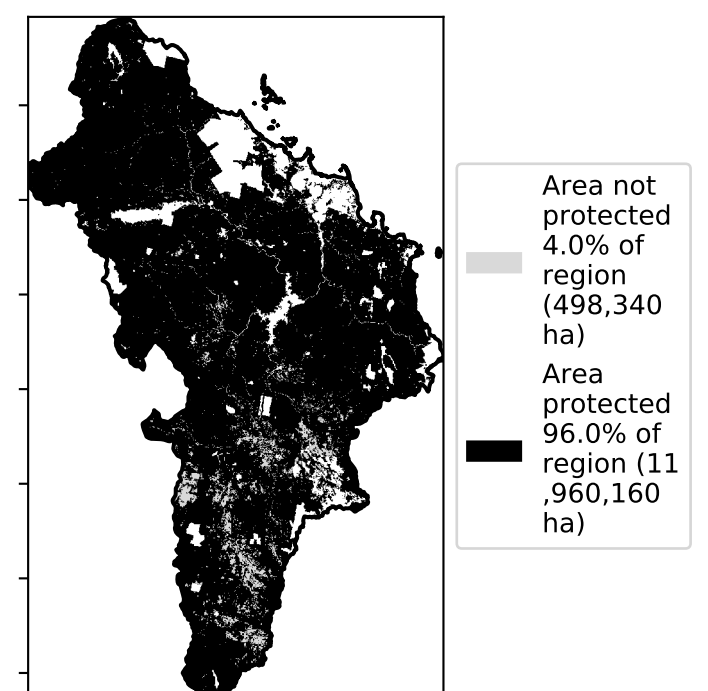 Area not
protected
4.0% of
region
(498,340
ha)
Area
protected
96.0% of
region (11
,960,160
ha)